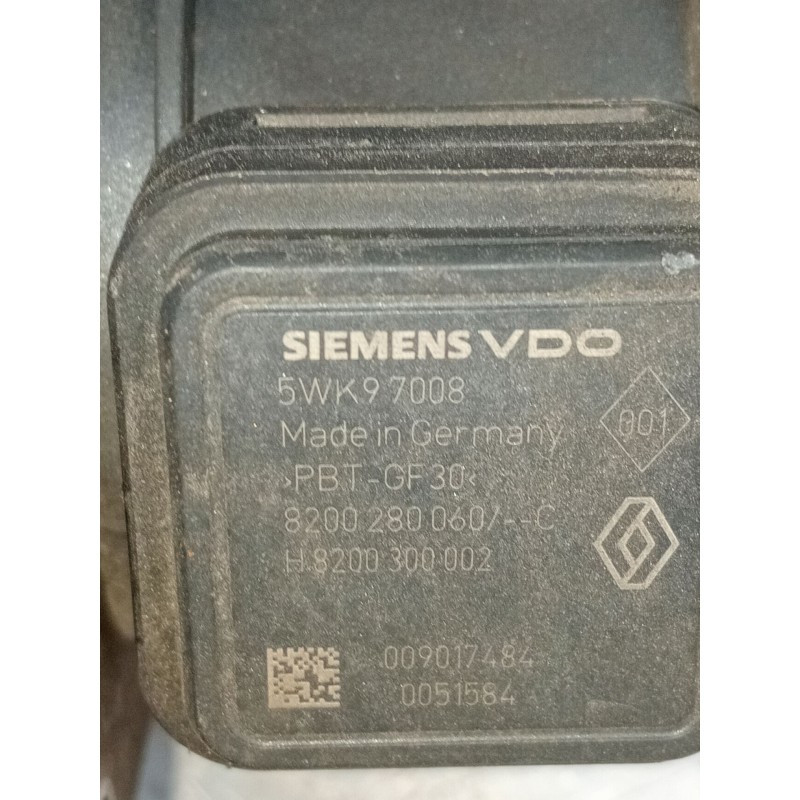 SIEMENS VDO
5WK9 7008
Made in Germany
001
>PBT-GF30<
8200 280 060/--C
H 8200 300 002
009017484
0051584